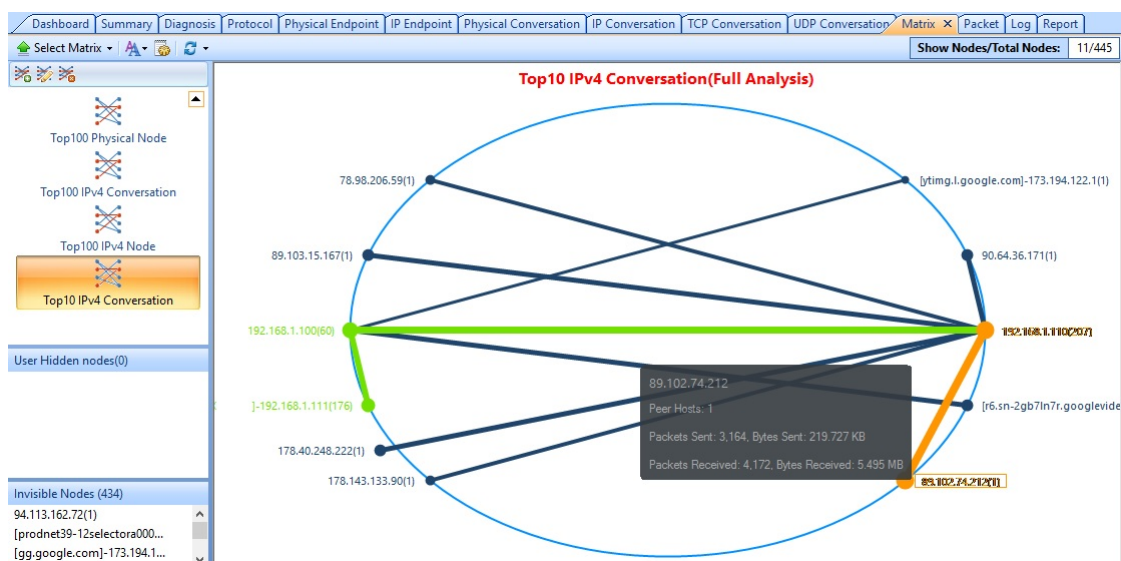 Dashboard Summary Diagnosis Protocol Physical Endpoint IP Endpoint Physical Conversation IP Conversation TCP Conversation UDP Conversation Matrix Packet Log Report
Select Matrix Show Nodes/Total Nodes: 11/445
Top100 Physical Node
Top100 IPv4 Conversation
Top100 IPv4 Node
Top10 IPv4 Conversation
User Hidden nodes(0)
Invisible Nodes (434)
94.113.162.72(1)
[prodnet39-12selectora000...
[gg.google.com]-173.194.1...
Top10 IPv4 Conversation(Full Analysis)
78.98.206.59(1)
[ytimg.l.google.com]-173.194.122.1(1)
89.103.15.167(1)
90.64.36.171(1)
192.168.1.100(60)
192.168.1.110(207)
]-192.168.1.111(176)
[r6.sn-2gb7ln7r.googlevide
178.40.248.222(1)
178.143.133.90(1)
89.102.74.212(1)
89.102.74.212
Peer Hosts: 1
Packets Sent: 3,164, Bytes Sent: 219.727 KB
Packets Received: 4,172, Bytes Received: 5.495 MB